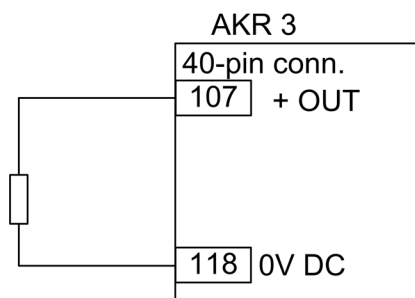 AKR 3
40-pin conn.
107 + OUT
118 0V DC